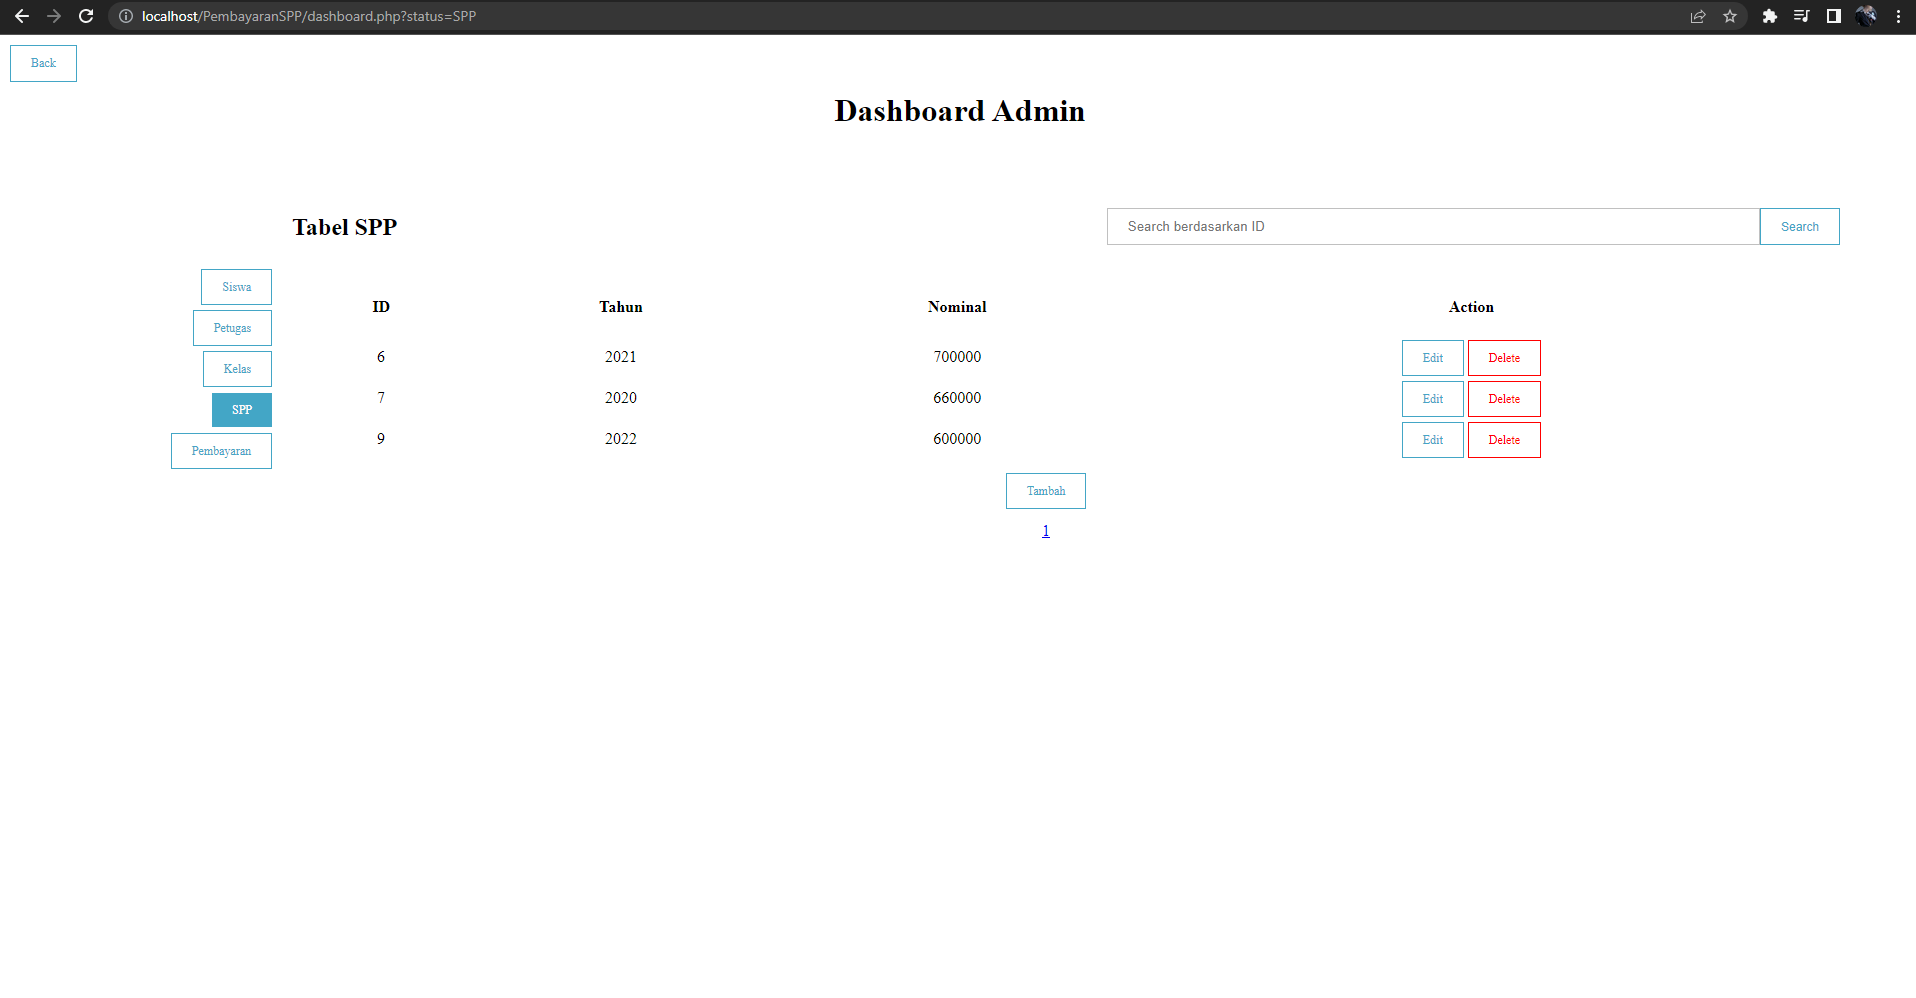 localhost/PembayaranSPP/dashboard.php?status=SPP
Back
Dashboard Admin
Tabel SPP
Search berdasarkan ID Search
Siswa
Petugas
Kelas
SPP
Pembayaran
ID Tahun Nominal Action
6 2021 700000 Edit Delete
7 2020 660000 Edit Delete
9 2022 600000 Edit Delete
Tambah
1